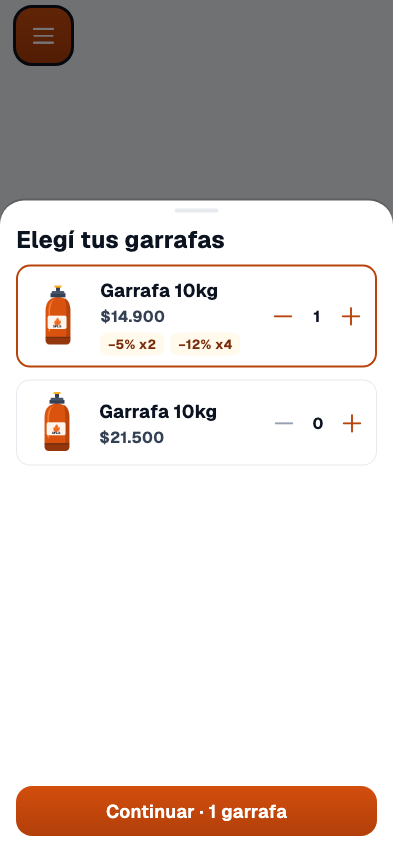 Elegí tus garrafas
Garrafa 10kg
$14.900
−5% x2 −12% x4
1
Garrafa 10kg
$21.500
0
Continuar · 1 garrafa